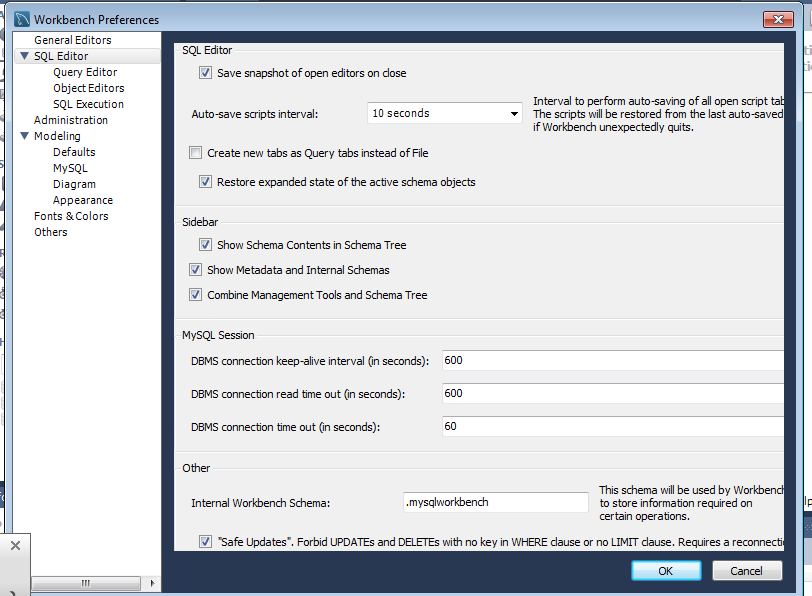 Workbench Preferences
General Editors
SQL Editor
Query Editor
Object Editors
SQL Execution
Administration
Modeling
Defaults
MySQL
Diagram
Appearance
Fonts & Colors
Others
SQL Editor
Save snapshot of open editors on close
Auto-save scripts interval:
10 seconds
Interval to perform auto-saving of all open script
The scripts will be restored from the last auto-saved
if Workbench unexpectedly quits.
Create new tabs as Query tabs instead of File
Restore expanded state of the active schema objects
Sidebar
Show Schema Contents in Schema Tree
Show Metadata and Internal Schemas
Combine Management Tools and Schema Tree
MySQL Session
DBMS connection keep-alive interval (in seconds):
600
DBMS connection read time out (in seconds):
600
DBMS connection time out (in seconds):
60
Other
Internal Workbench Schema:
.mysqlworkbench
This schema will be used by Workbench
to store information required on
certain operations.
"Safe Updates". Forbid UPDATEs and DELETEs with no key in WHERE clause or no LIMIT clause. Requires a
OK
Cancel